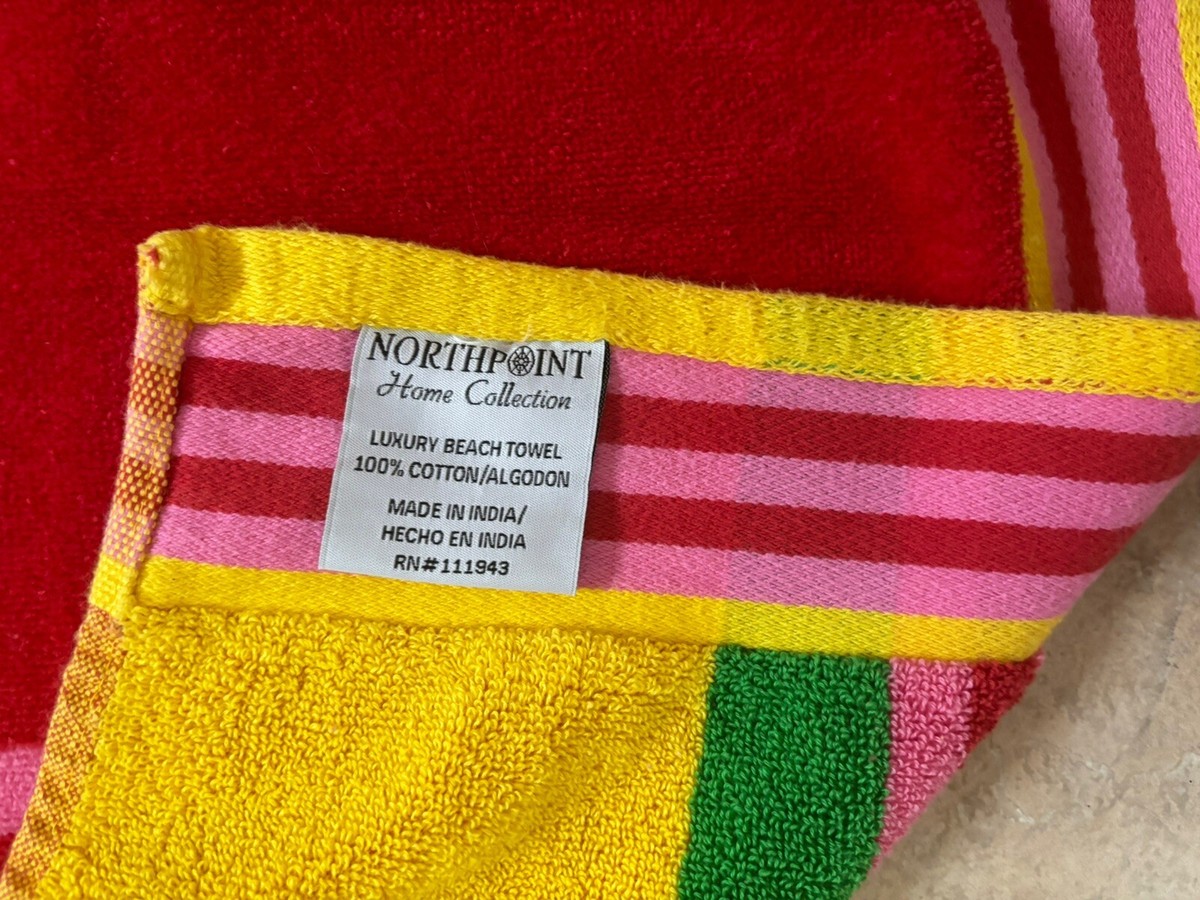 NORTHPOINT
Home Collection
LUXURY BEACH TOWEL
100% COTTON/ALGODON
MADE IN INDIA/
HECHO EN INDIA
RN#111943